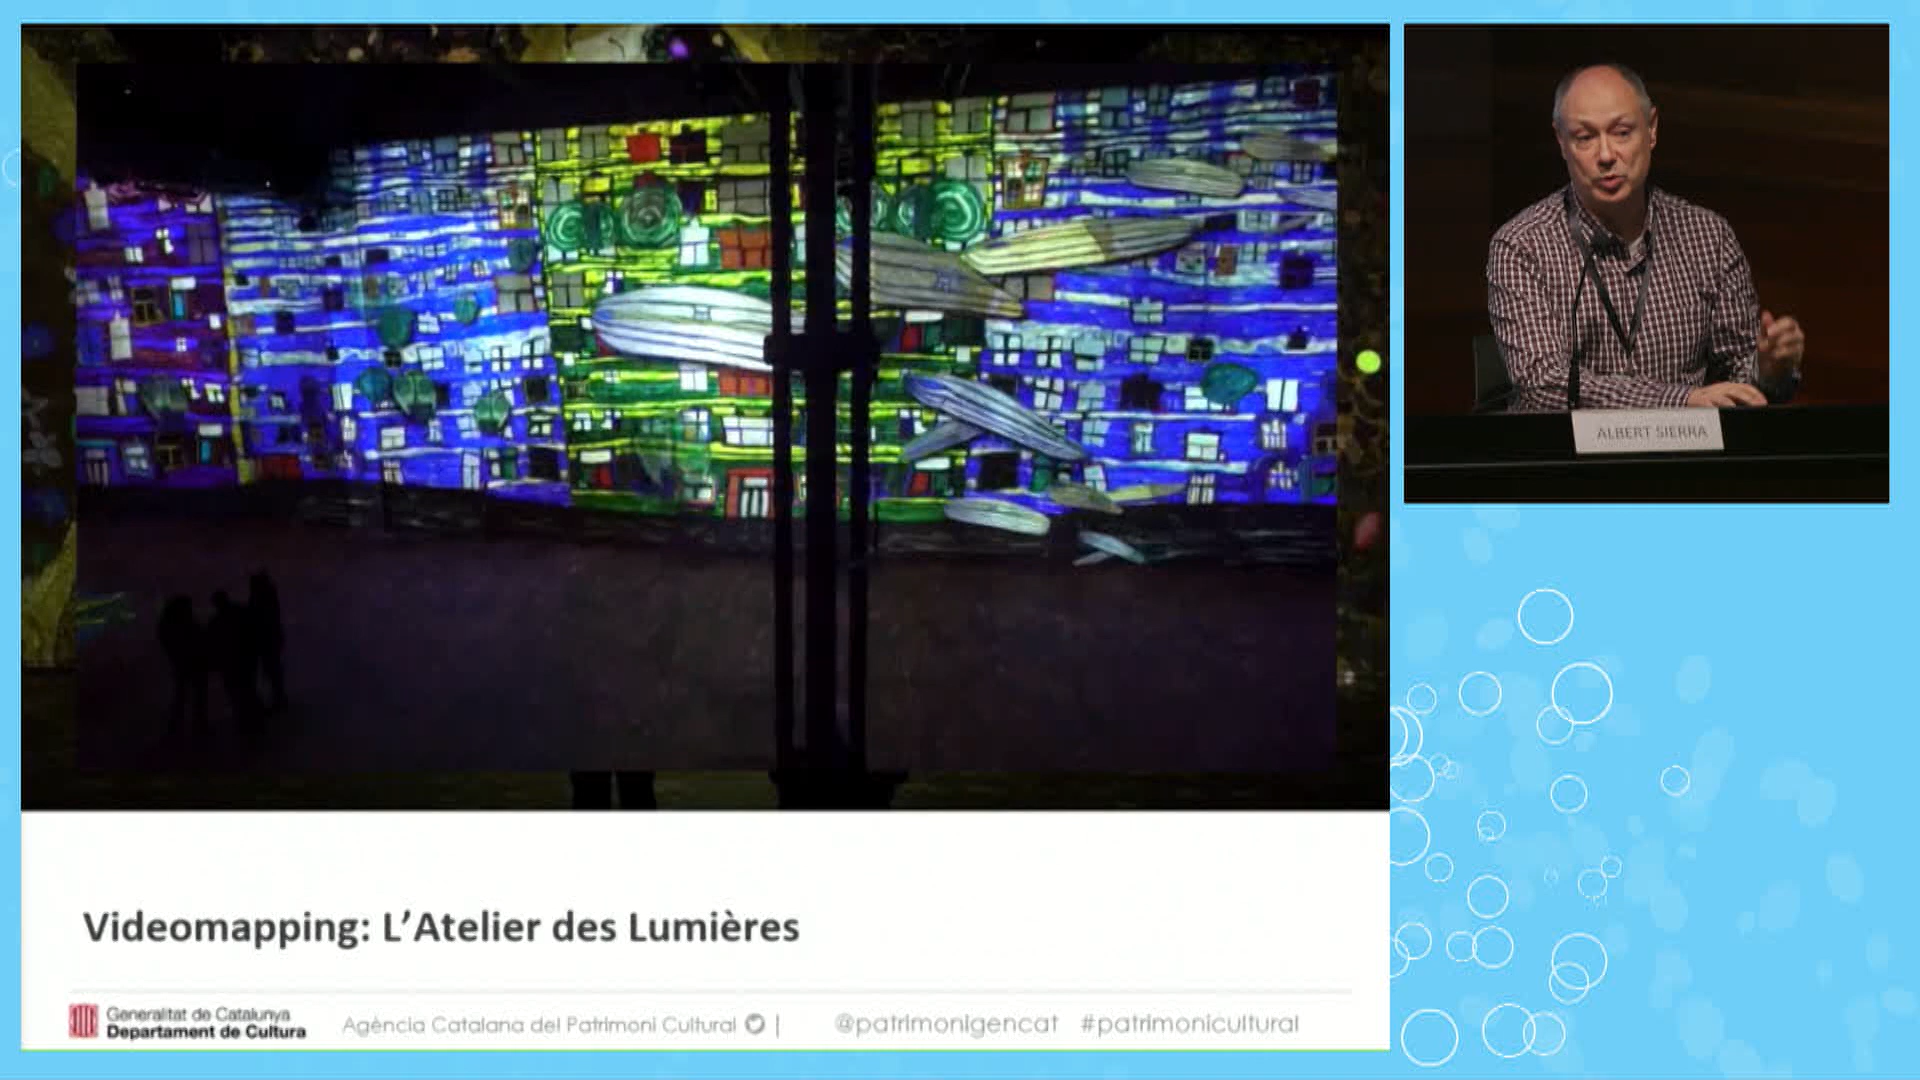 ALBERT SIERRA
Videomapping: L'Atelier des Lumières
Generalitat de Catalunya
Departament de Cultura
Agència Catalana del Patrimoni Cultural | @patrimonigencat #patrimonicultural